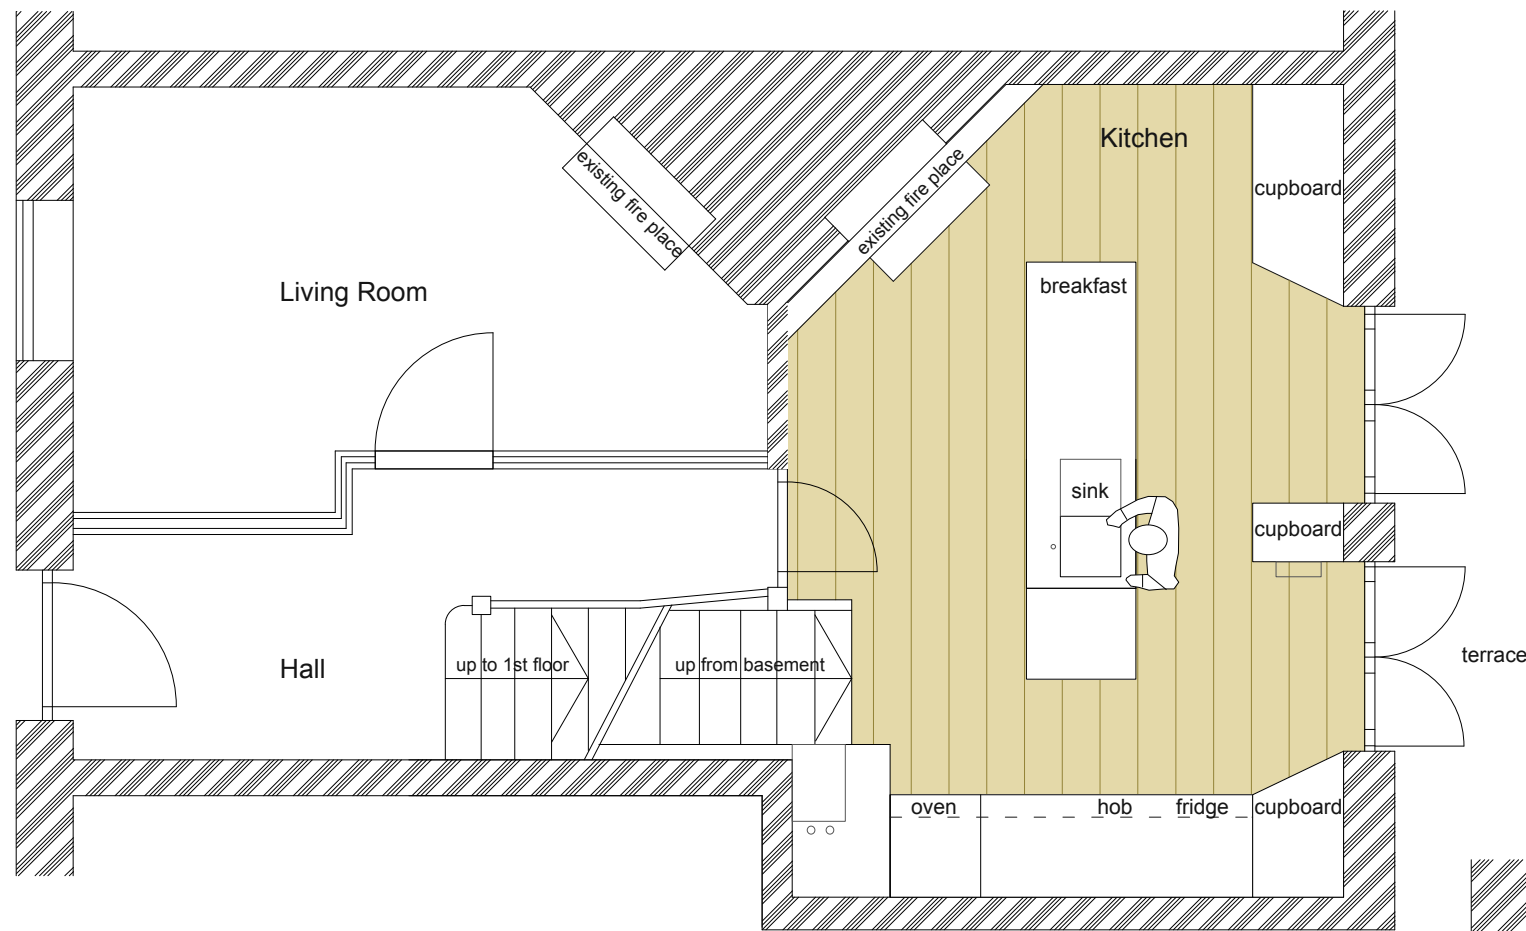 Kitchen
existing fire place
existing fire place
cupboard
Living Room
breakfast
sink
cupboard
Hall
up to 1st floor
up from basement
terrace
oven
hob
fridge
cupboard